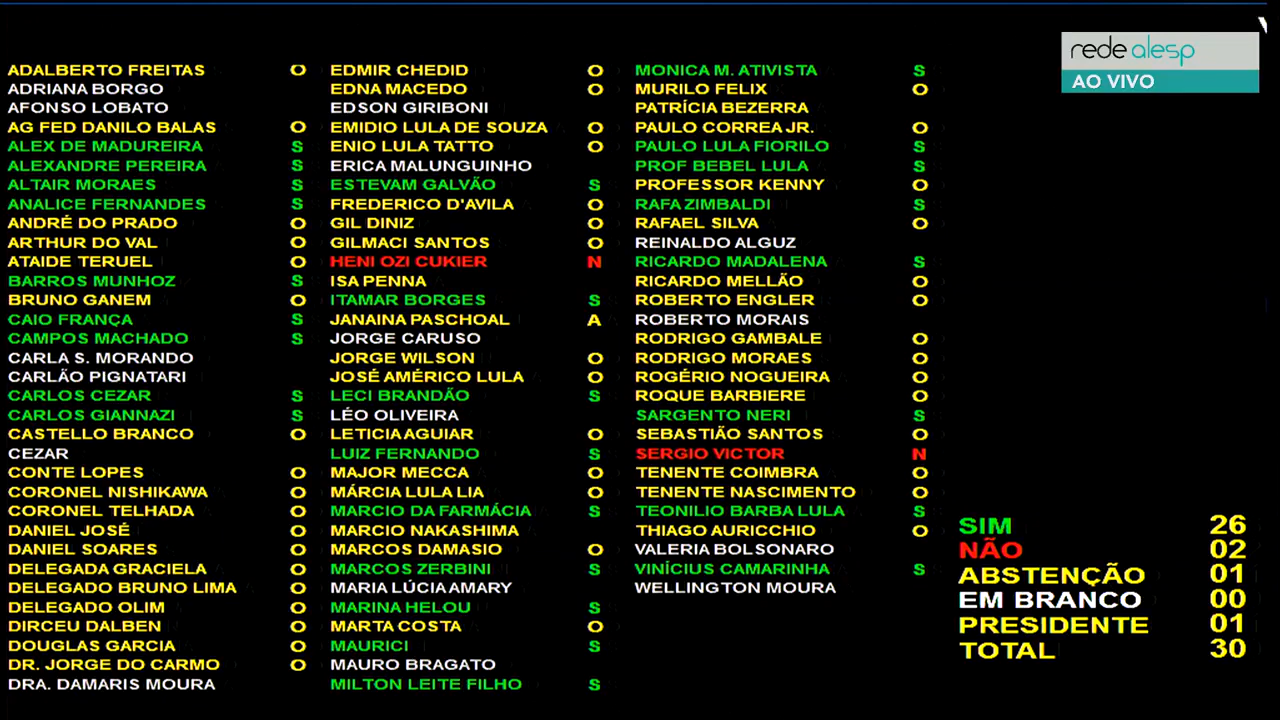 rede alesp
AO VIVO
ADALBERTO FREITAS O
ADRIANA BORGO
AFONSO LOBATO
AG FED DANILO BALAS O
ALEX DE MADUREIRA S
ALEXANDRE PEREIRA S
ALTAIR MORAES S
ANALICE FERNANDES S
ANDRÉ DO PRADO O
ARTHUR DO VAL O
ATAIDE TERUEL O
BARROS MUNHOZ S
BRUNO GANEM O
CAIO FRANÇA S
CAMPOS MACHADO S
CARLA S. MORANDO
CARLÃO PIGNATARI
CARLOS CEZAR S
CARLOS GIANNAZI S
CASTELLO BRANCO O
CEZAR
CONTE LOPES O
CORONEL NISHIKAWA O
CORONEL TELHADA O
DANIEL JOSÉ O
DANIEL SOARES O
DELEGADA GRACIELA O
DELEGADO BRUNO LIMA O
DELEGADO OLIM O
DIRCEU DALBEN O
DOUGLAS GARCIA O
DR. JORGE DO CARMO O
DRA. DAMARIS MOURA
EDMIR CHEDID O
EDNA MACEDO O
EDSON GIRIBONI
EMIDIO LULA DE SOUZA O
ENIO LULA TATTO O
ERICA MALUNGUINHO
ESTEVAM GALVÃO S
FREDERICO D'AVILA O
GIL DINIZ O
GILMACI SANTOS O
HENI OZI CUKIER N
ISA PENNA
ITAMAR BORGES S
JANAINA PASCHOAL A
JORGE CARUSO
JORGE WILSON O
JOSÉ AMÉRICO LULA O
LECI BRANDÃO S
LÉO OLIVEIRA
LETICIA AGUIAR O
LUIZ FERNANDO S
MAJOR MECCA O
MÁRCIA LULA LIA O
MARCIO DA FARMÁCIA S
MARCIO NAKASHIMA
MARCOS DAMASIO O
MARCOS ZERBINI S
MARIA LÚCIA AMARY
MARINA HELOU S
MARTA COSTA O
MAURICI S
MAURO BRAGATO
MILTON LEITE FILHO S
MONICA M. ATIVISTA S
MURILO FELIX O
PATRÍCIA BEZERRA
PAULO CORREA JR. O
PAULO LULA FIORILO S
PROF BEBEL LULA S
PROFESSOR KENNY O
RAFA ZIMBALDI S
RAFAEL SILVA O
REINALDO ALGUZ
RICARDO MADALENA S
RICARDO MELLÃO O
ROBERTO ENGLER O
ROBERTO MORAIS
RODRIGO GAMBALE O
RODRIGO MORAES O
ROGÉRIO NOGUEIRA O
ROQUE BARBIERE O
SARGENTO NERI S
SEBASTIÃO SANTOS O
SERGIO VICTOR N
TENENTE COIMBRA O
TENENTE NASCIMENTO O
TEONILIO BARBA LULA S
THIAGO AURICCHIO O
VALERIA BOLSONARO
VINÍCIUS CAMARINHA S
WELLINGTON MOURA
SIM 26
NÃO 02
ABSTENÇÃO 01
EM BRANCO 00
PRESIDENTE 01
TOTAL 30